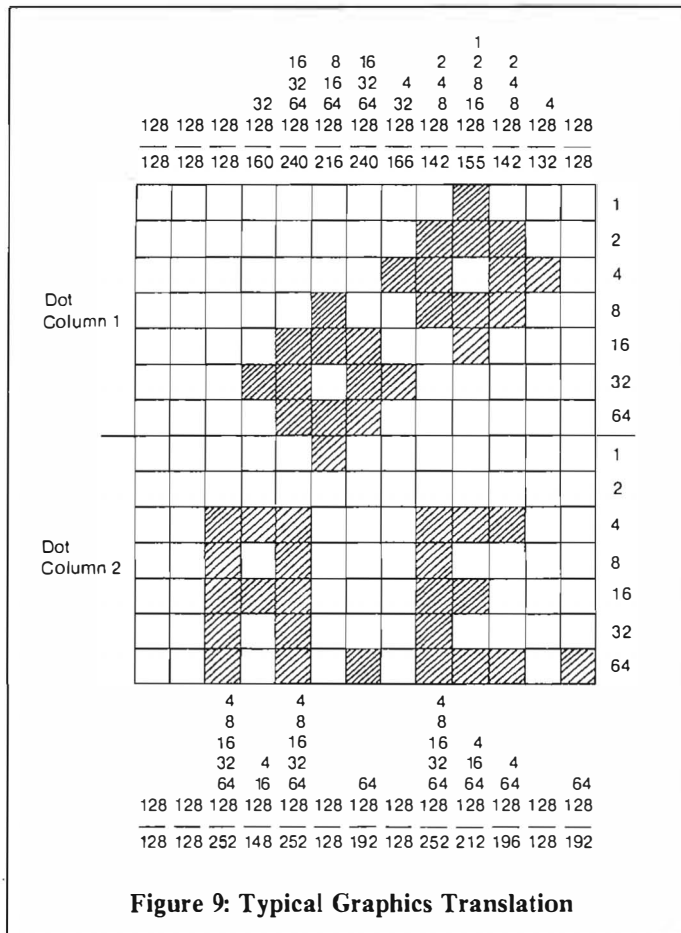 1
16 8 16 2 2 2
32 16 32 4 4 8 4
32 64 64 64 32 8 16 8 4
128 128 128 128 128 128 128 128 128 128 128 128 128
128 128 128 160 240 216 240 166 142 155 142 132 128
1
2
4
Dot
Column 1
8
16
32
64
1
2
4
Dot
Column 2
8
16
32
64
4 4 4
8 8 8
16 16 16 4
32 4 32 32 16 4
64 16 64 64 64 64 64 64
128 128 128 128 128 128 128 128 128 128 128 128 128
128 128 252 148 252 128 192 128 252 212 196 128 192
Figure 9: Typical Graphics Translation